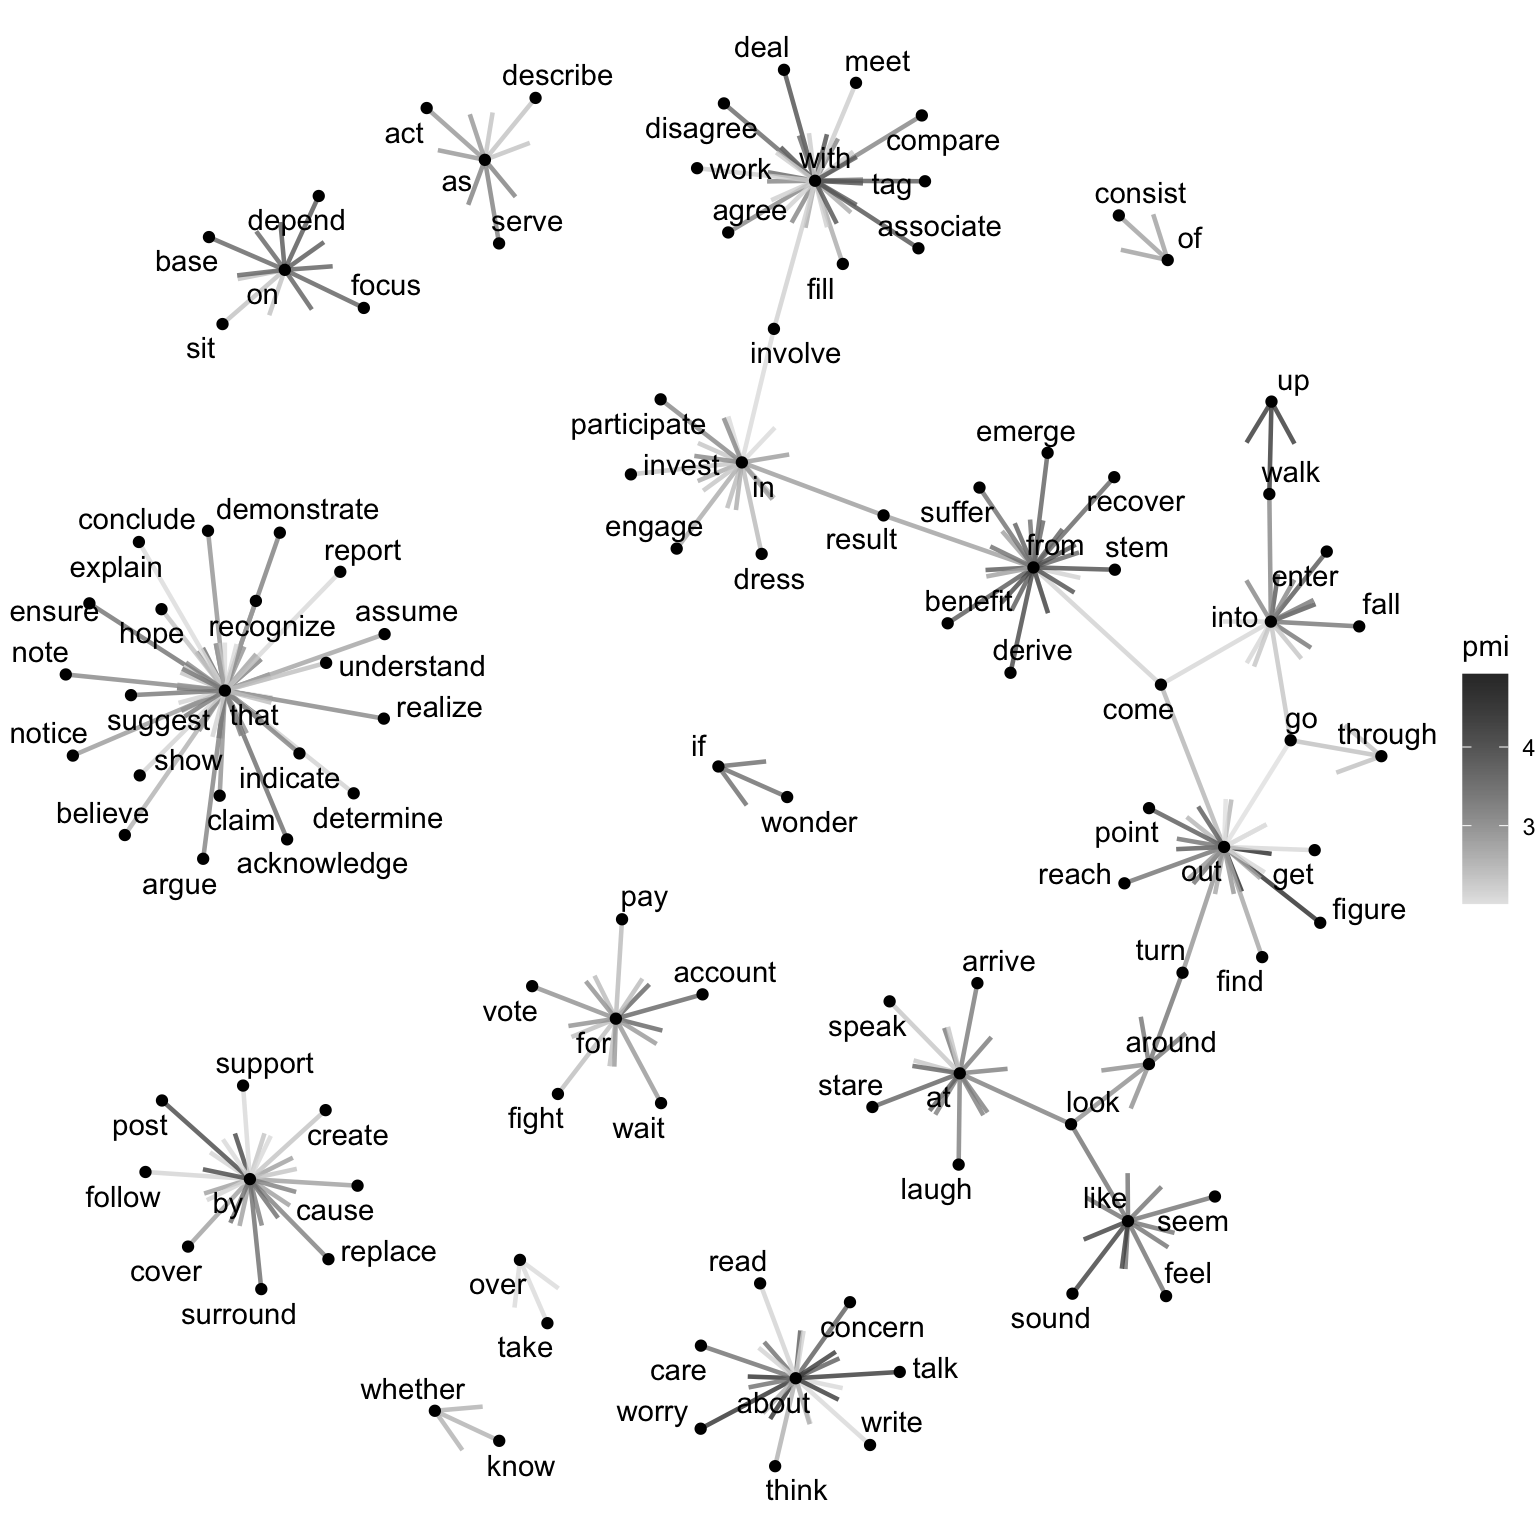 deal
meet
describe
act
disagree
compare
with
work
tag
as
consist
agree
depend
serve
associate
of
base
focus
on
fill
sit
involve
up
participate
emerge
invest
walk
in
recover
suffer
demonstrate
conclude
engage
result
from
stem
report
explain
dress
enter
benefit
fall
ensure
hope
recognize
assume
into
note
derive
pmi
understand
suggest
that
realize
come
go
notice
through
if
4
show
indicate
believe
claim
determine
wonder
point
3
acknowledge
argue
reach
out
get
pay
figure
turn
arrive
account
find
vote
speak
for
around
support
stare
at
look
post
fight
wait
create
laugh
like
follow
by
cause
seem
replace
cover
read
feel
over
surround
sound
concern
take
care
talk
whether
about
worry
write
know
think